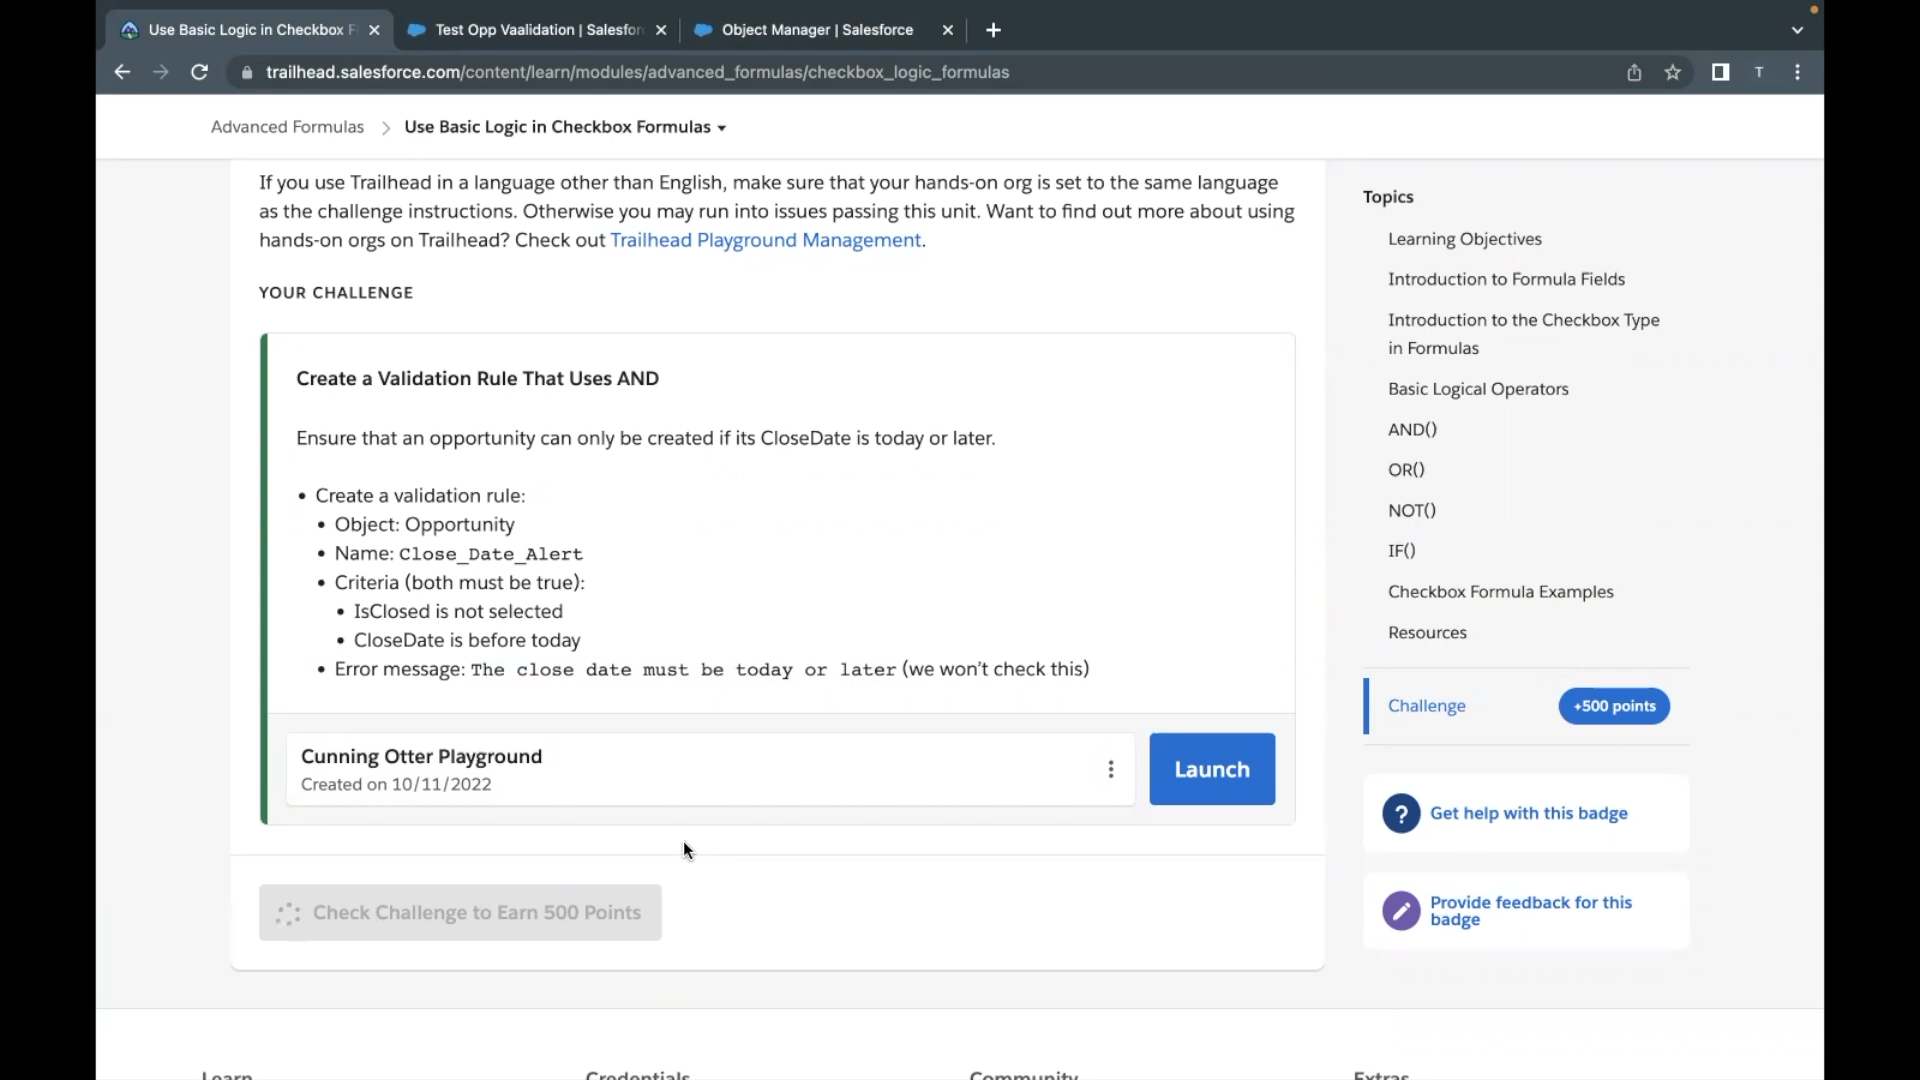 Use Basic Logic in Checkbox F
Test Opp Vaalidation | Salesfor
Object Manager | Salesforce
trailhead.salesforce.com/content/learn/modules/advanced_formulas/checkbox_logic_formulas
T
Advanced Formulas
Use Basic Logic in Checkbox Formulas
If you use Trailhead in a language other than English, make sure that your hands-on org is set to the same language
as the challenge instructions. Otherwise you may run into issues passing this unit. Want to find out more about using
hands-on orgs on Trailhead? Check out Trailhead Playground Management.
YOUR CHALLENGE
Create a Validation Rule That Uses AND
Ensure that an opportunity can only be created if its CloseDate is today or later.
• Create a validation rule:
• Object: Opportunity
• Name: Close_Date_Alert
• Criteria (both must be true):
• IsClosed is not selected
• CloseDate is before today
• Error message: The close date must be today or later (we won't check this)
Cunning Otter Playground
Created on 10/11/2022
Launch
Check Challenge to Earn 500 Points
Topics
Learning Objectives
Introduction to Formula Fields
Introduction to the Checkbox Type
in Formulas
Basic Logical Operators
AND()
OR()
NOT()
IF()
Checkbox Formula Examples
Resources
Challenge
+500 points
? Get help with this badge
Provide feedback for this
badge
Learn
Credentials
Community
Extras